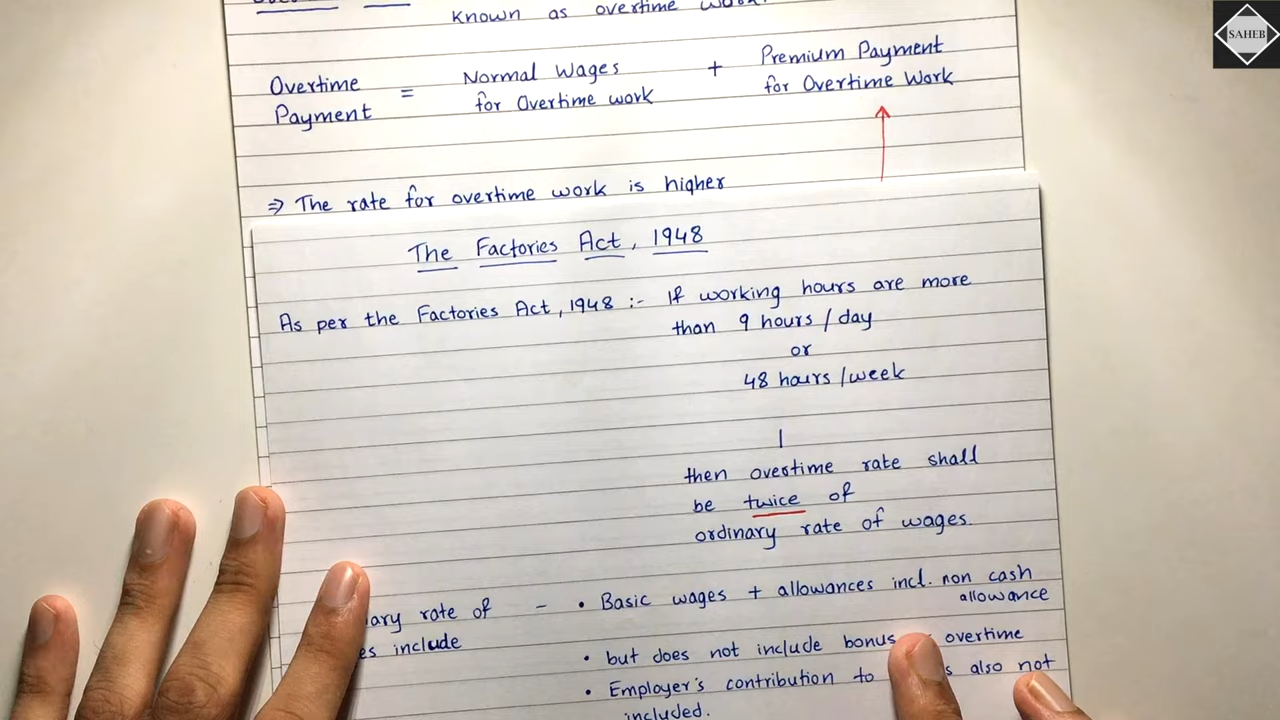 Known as overtime work.
Overtime Payment = Normal Wages for Overtime work + Premium Payment for Overtime Work
⇒ The rate for overtime work is higher
The Factories Act, 1948
As per the Factories Act, 1948 :- If working hours are more
than 9 hours / day
or
48 hours / week
then overtime rate shall
be twice of
ordinary rate of wages.
rate of - • Basic wages + allowances incl. non cash
allowance
include
• but does not include bonus overtime
• Employer's contribution to also not
included.
SAHEB